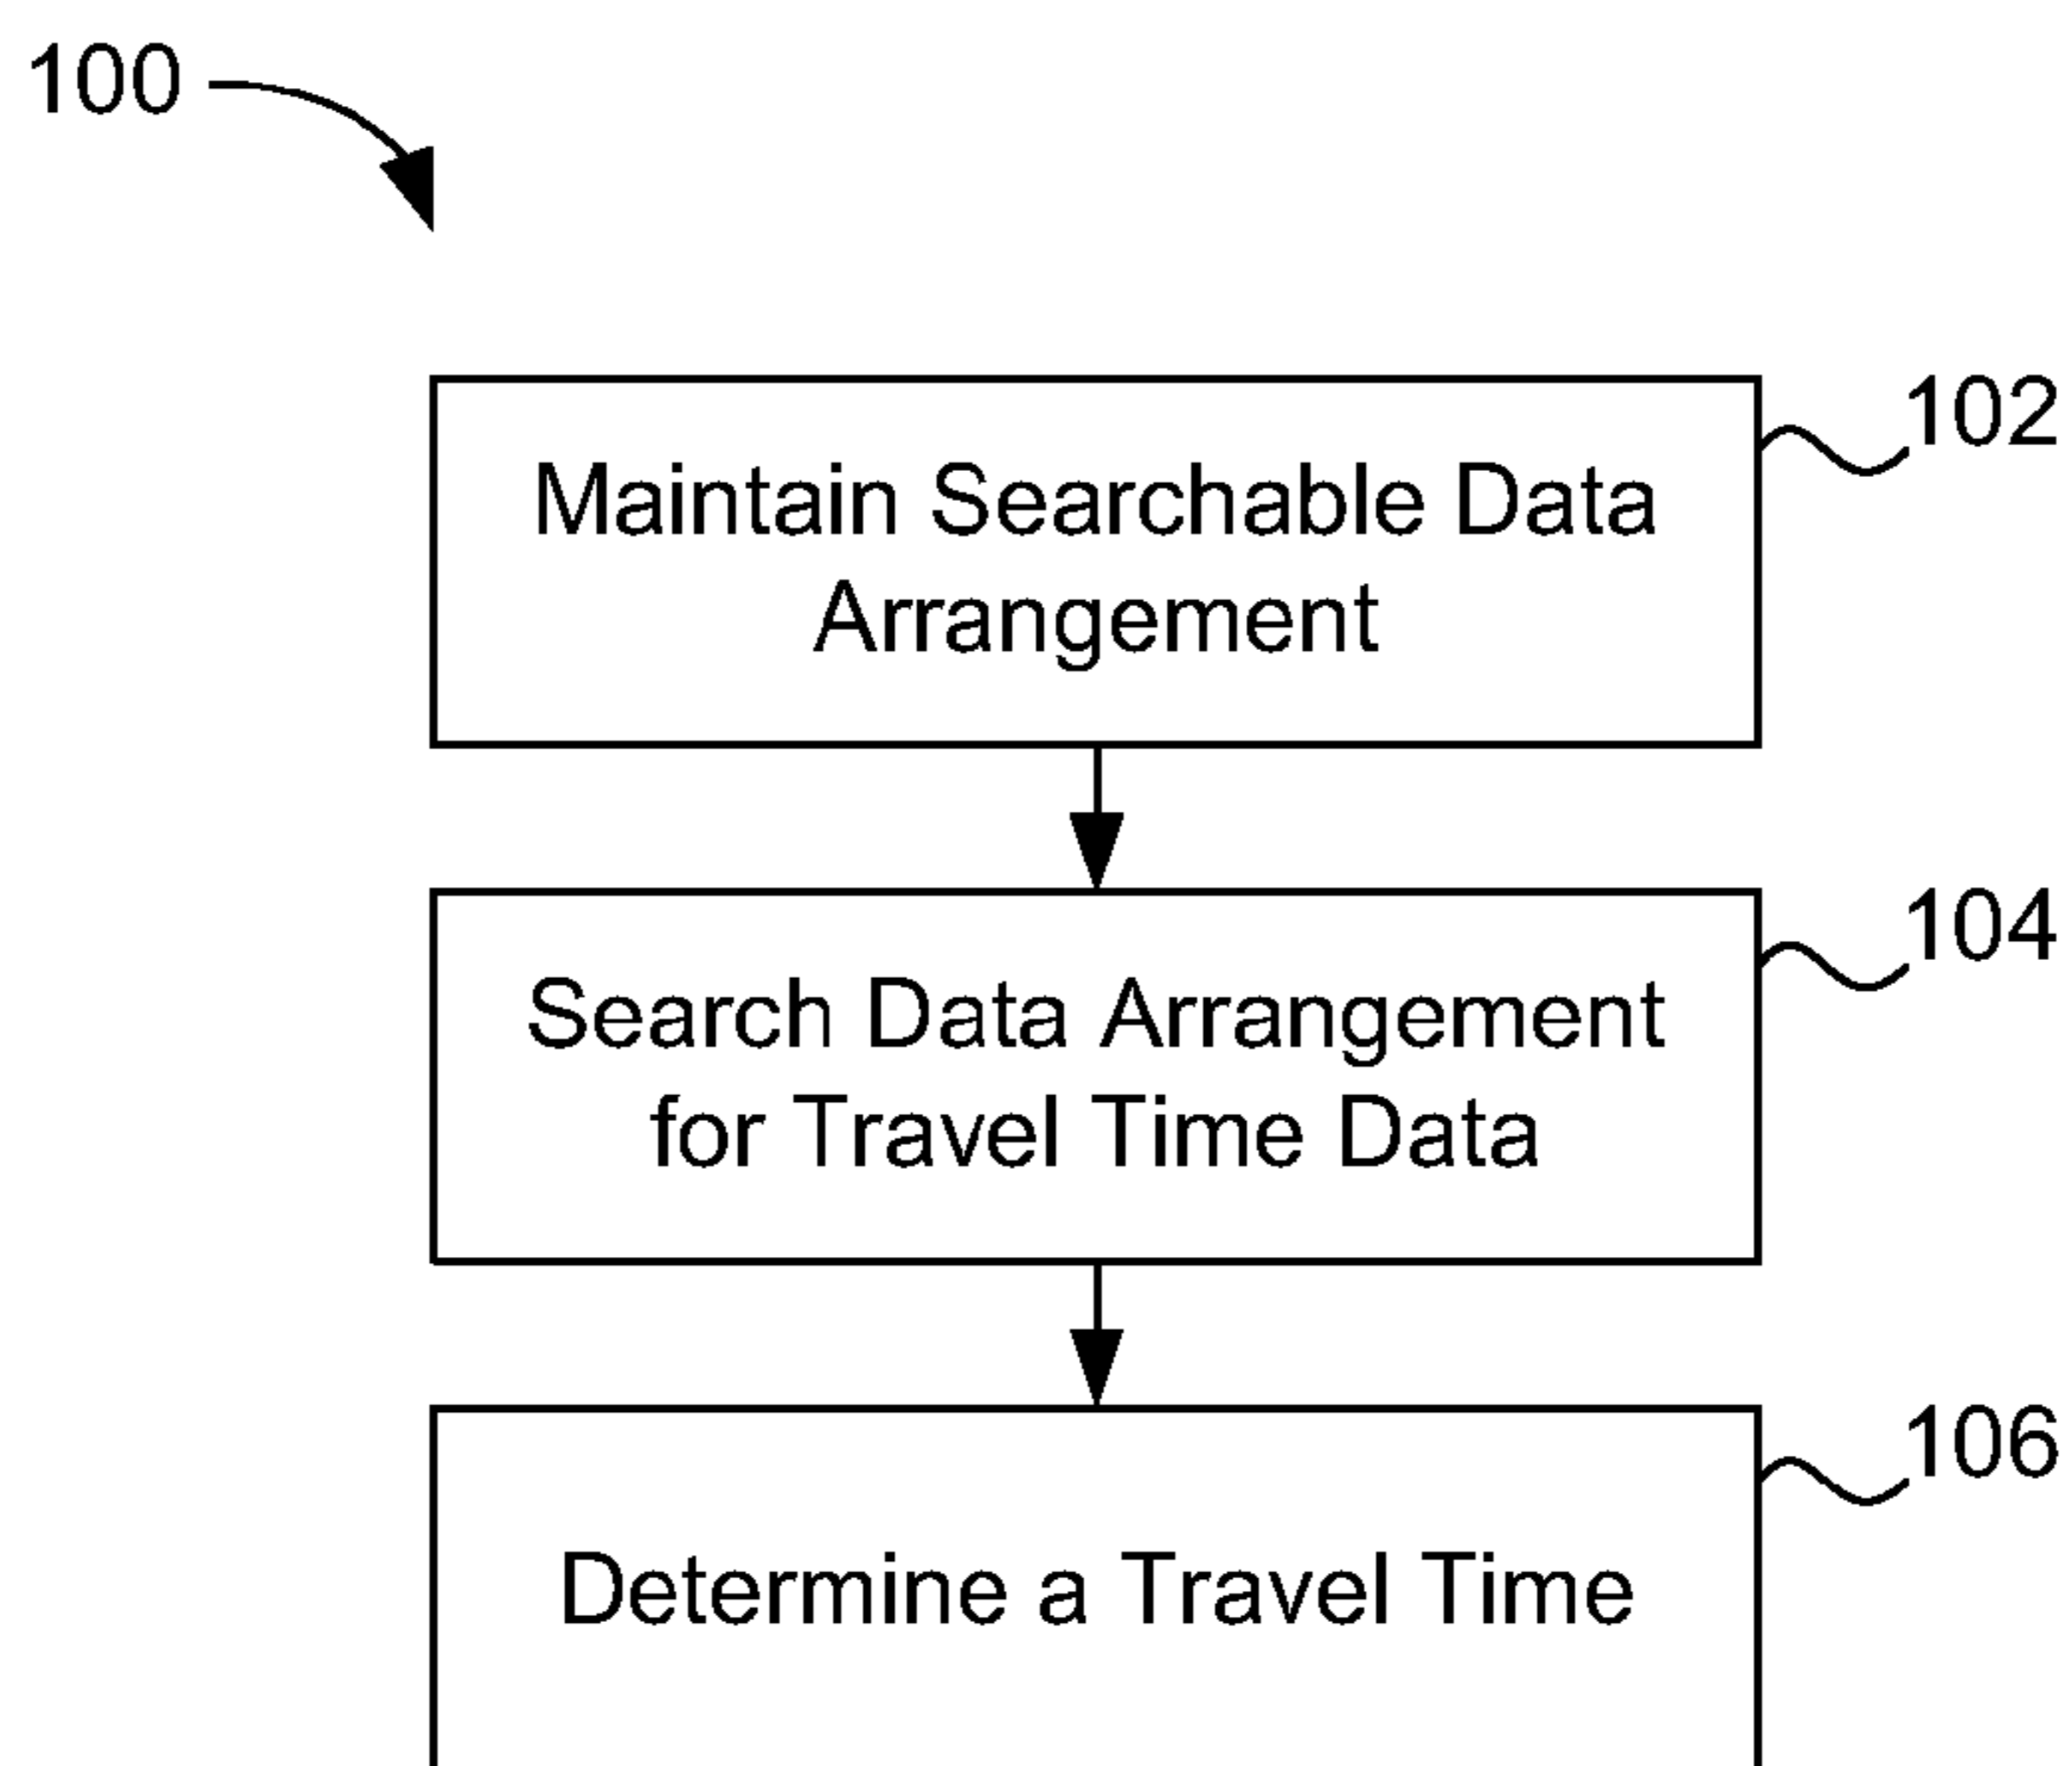 100
102
Maintain Searchable Data
Arrangement
104
Search Data Arrangement
for Travel Time Data
106
Determine a Travel Time